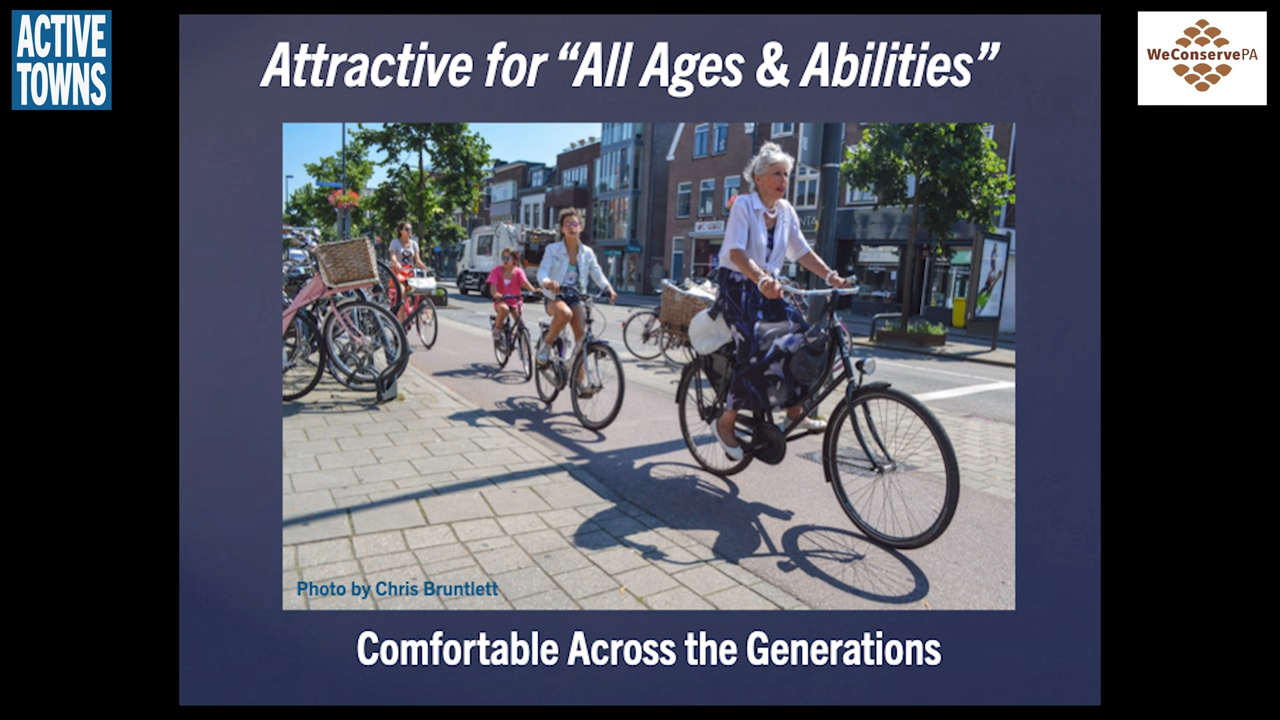 ACTIVE
TOWNS
Attractive for “All Ages & Abilities”
WeConservePA
Photo by Chris Bruntlett
Comfortable Across the Generations